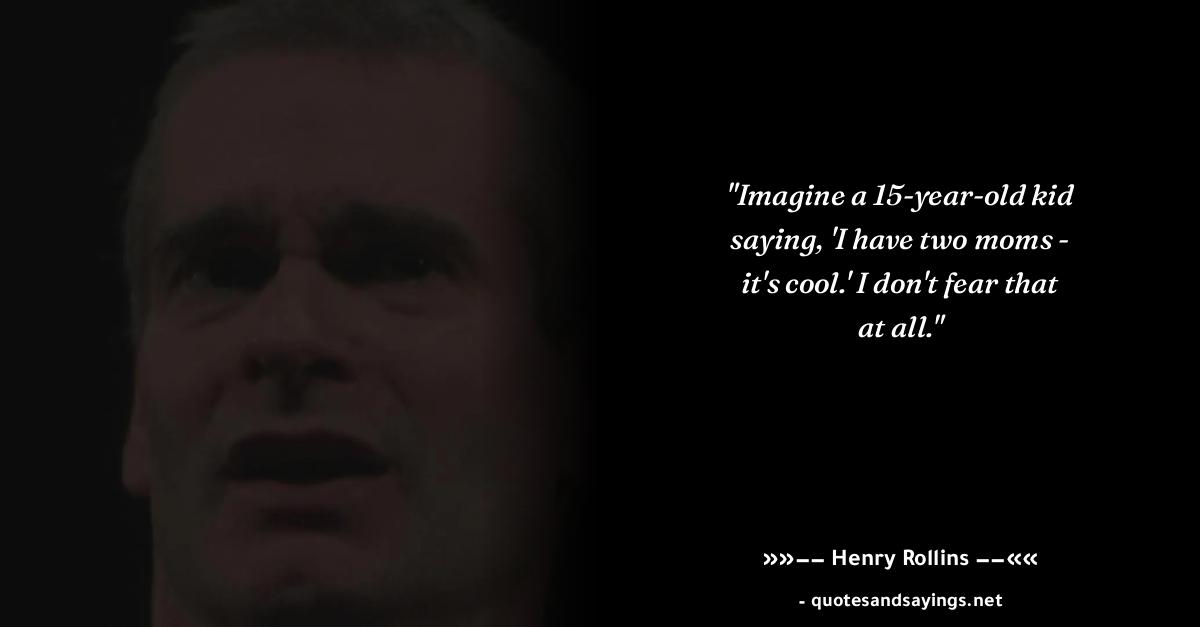 "Imagine a 15-year-old kid
saying, 'I have two moms -
it's cool.' I don't fear that
at all."
»»−− Henry Rollins −−««
- quotesandsayings.net